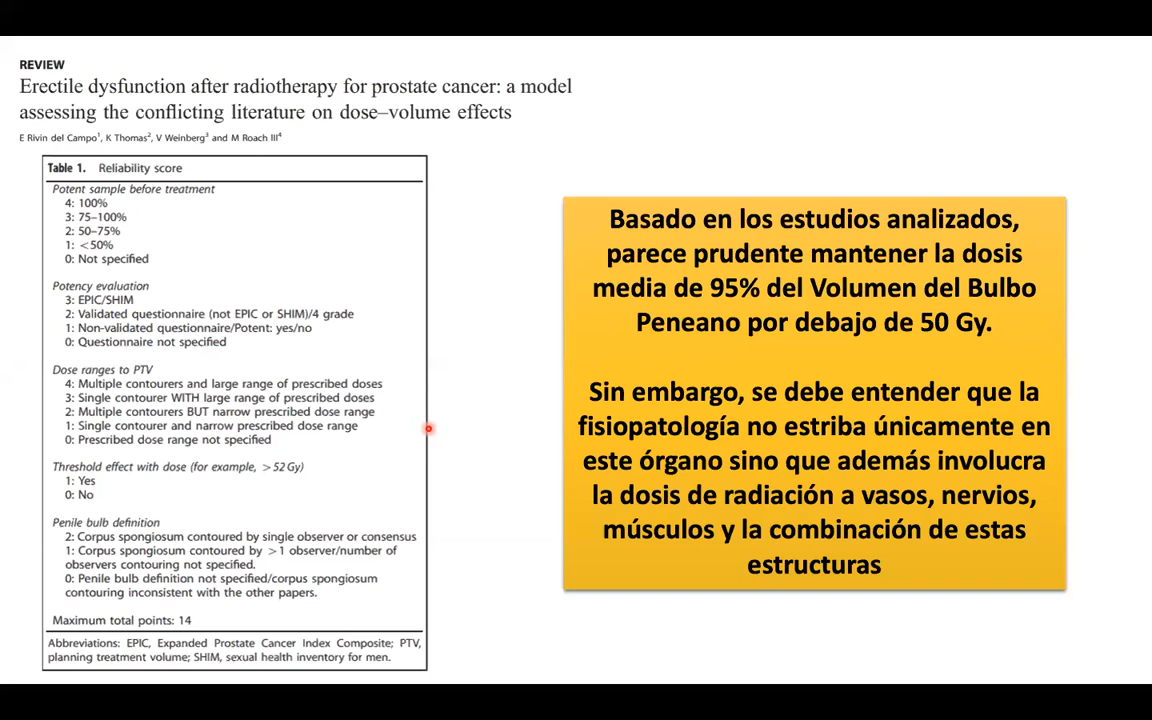 REVIEW
Erectile dysfunction after radiotherapy for prostate cancer: a model
assessing the conflicting literature on dose–volume effects
E Rivin del Campo¹, K Thomas², V Weinberg³ and M Roach III⁴
Table 1. Reliability score
Potent sample before treatment
4: 100%
3: 75–100%
2: 50–75%
1: <50%
0: Not specified
Potency evaluation
3: EPIC/SHIM
2: Validated questionnaire (not EPIC or SHIM)/4 grade
1: Non-validated questionnaire/Potent: yes/no
0: Questionnaire not specified
Dose ranges to PTV
4: Multiple contourers and large range of prescribed doses
3: Single contourer WITH large range of prescribed doses
2: Multiple contourers BUT narrow prescribed dose range
1: Single contourer and narrow prescribed dose range
0: Prescribed dose range not specified
Threshold effect with dose (for example, >52 Gy)
1: Yes
0: No
Penile bulb definition
2: Corpus spongiosum contoured by single observer or consensus
1: Corpus spongiosum contoured by >1 observer/number of
observers contouring not specified.
0: Penile bulb definition not specified/corpus spongiosum
contouring inconsistent with the other papers.
Maximum total points: 14
Abbreviations: EPIC, Expanded Prostate Cancer Index Composite; PTV,
planning treatment volume; SHIM, sexual health inventory for men.
Basado en los estudios analizados,
parece prudente mantener la dosis
media de 95% del Volumen del Bulbo
Peneano por debajo de 50 Gy.
Sin embargo, se debe entender que la
fisiopatología no estriba únicamente en
este órgano sino que además involucra
la dosis de radiación a vasos, nervios,
músculos y la combinación de estas
estructuras